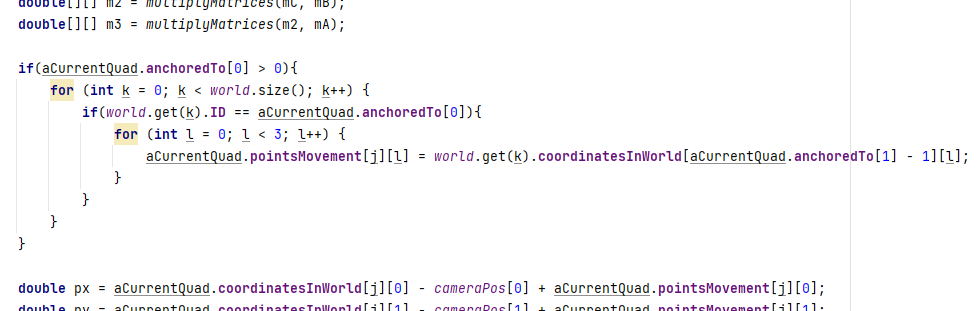 double[][] m2 = multiplyMatrices(mC, mB);
double[][] m3 = multiplyMatrices(m2, mA);
if(aCurrentQuad.anchoredTo[0] > 0){
for (int k = 0; k < world.size(); k++) {
if(world.get(k).ID == aCurrentQuad.anchoredTo[0]){
for (int l = 0; l < 3; l++) {
aCurrentQuad.pointsMovement[j][l] = world.get(k).coordinatesInWorld[aCurrentQuad.anchoredTo[1] - 1][l];
}
}
}
}
double px = aCurrentQuad.coordinatesInWorld[j][0] - cameraPos[0] + aCurrentQuad.pointsMovement[j][0];
double py = aCurrentQuad.coordinatesInWorld[j][1] - cameraPos[1] + aCurrentQuad.pointsMovement[j][1];